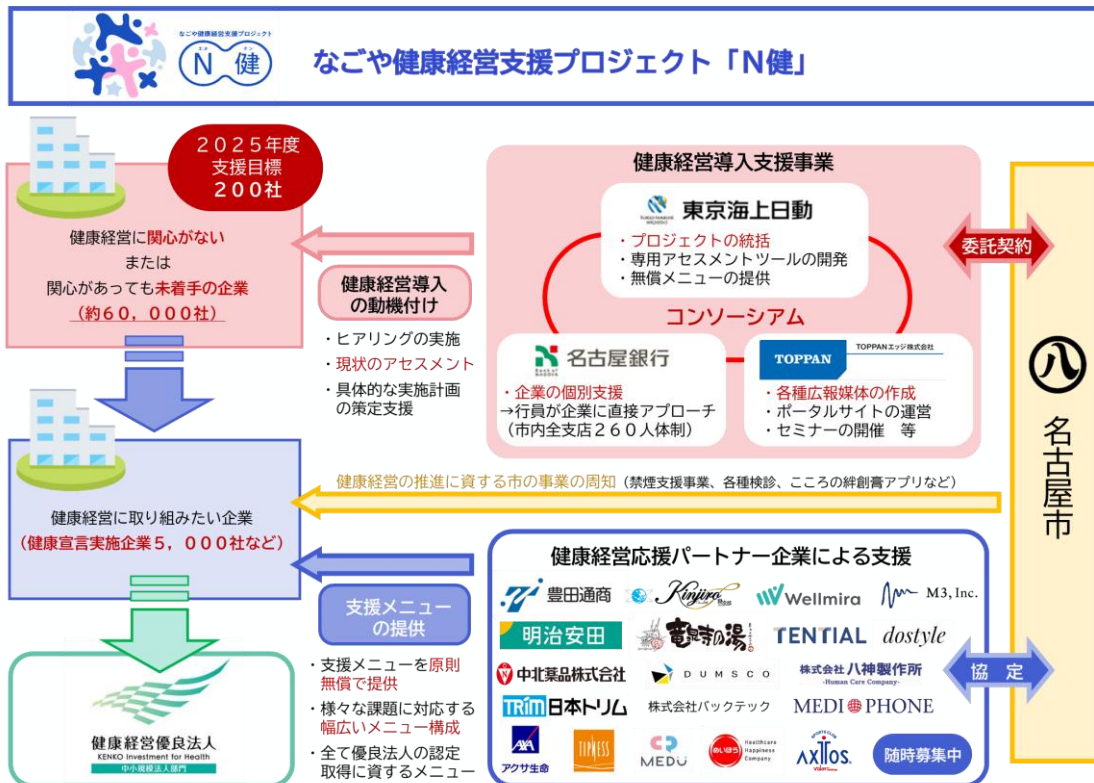 なごや健康経営支援プロジェクト
N健
エヌ ケン
なごや健康経営支援プロジェクト「N健」
２０２５年度
支援目標
２００社
健康経営に関心がない
または
関心があっても未着手の企業
（約６０，０００社）
健康経営導入
の動機付け
・ヒアリングの実施
・現状のアセスメント
・具体的な実施計画
の策定支援
健康経営導入支援事業
東京海上日動
・プロジェクトの統括
・専用アセスメントツールの開発
・無償メニューの提供
コンソーシアム
名古屋銀行
・企業の個別支援
→行員が企業に直接アプローチ
（市内全支店２６０人体制）
TOPPAN
TOPPANエッジ株式会社
・各種広報媒体の作成
・ポータルサイトの運営
・セミナーの開催　等
委託契約
八
名古屋市
健康経営の推進に資する市の事業の周知（禁煙支援事業、各種検診、こころの絆創膏アプリなど）
健康経営に取り組みたい企業
（健康宣言実施企業５，０００社など）
支援メニュー
の提供
・支援メニューを原則
無償で提供
・様々な課題に対応する
幅広いメニュー構成
・全て優良法人の認定
取得に資するメニュー
健康経営応援パートナー企業による支援
豊田通商
Kinjiro
Wellmira
M3, Inc.
明治安田
竜泉寺の湯
TENTIAL
dostyle
中北薬品株式会社
DUMSCO
株式会社 八神製作所
-Human Care Company-
TRIM 日本トリム
株式会社バックテック
MEDI PHONE
AXA
アクサ生命
TIPNESS
MEDU
めいほう
Healthcare
Happiness
Company
SPORTS CLUB
AXTOS
随時募集中
協　定
健康経営優良法人
KENKO Investment for Health
中小規模法人部門